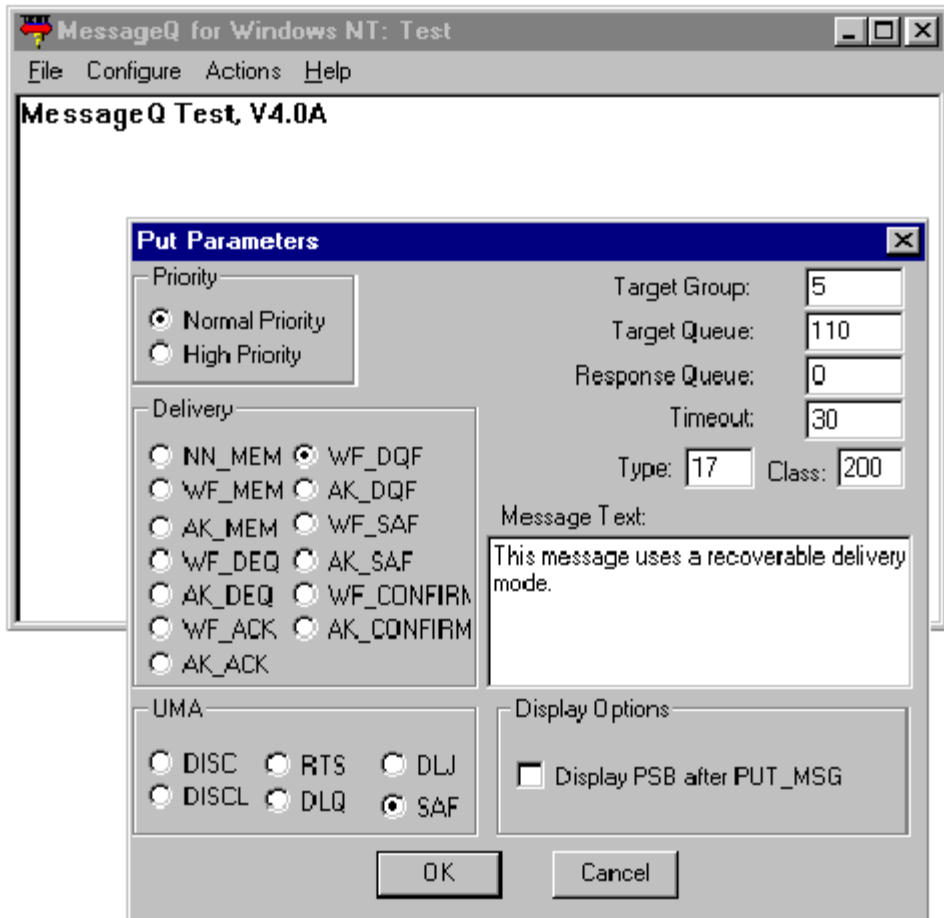 MessageQ for Windows NT: Test
File Configure Actions Help
MessageQ Test, V4.0A
Put Parameters
Priority
Normal Priority
High Priority
Target Group: 5
Target Queue: 110
Response Queue: 0
Timeout: 30
Type: 17 Class: 200
Delivery
NN_MEM WF_DQF
WF_MEM AK_DQF
AK_MEM WF_SAF
WF_DEQ AK_SAF
AK_DEQ WF_CONFIRM
WF_ACK AK_CONFIRM
AK_ACK
Message Text:
This message uses a recoverable delivery
mode.
UMA
DISC RTS DLJ
DISCL DLQ SAF
Display Options
Display PSB after PUT_MSG
OK Cancel